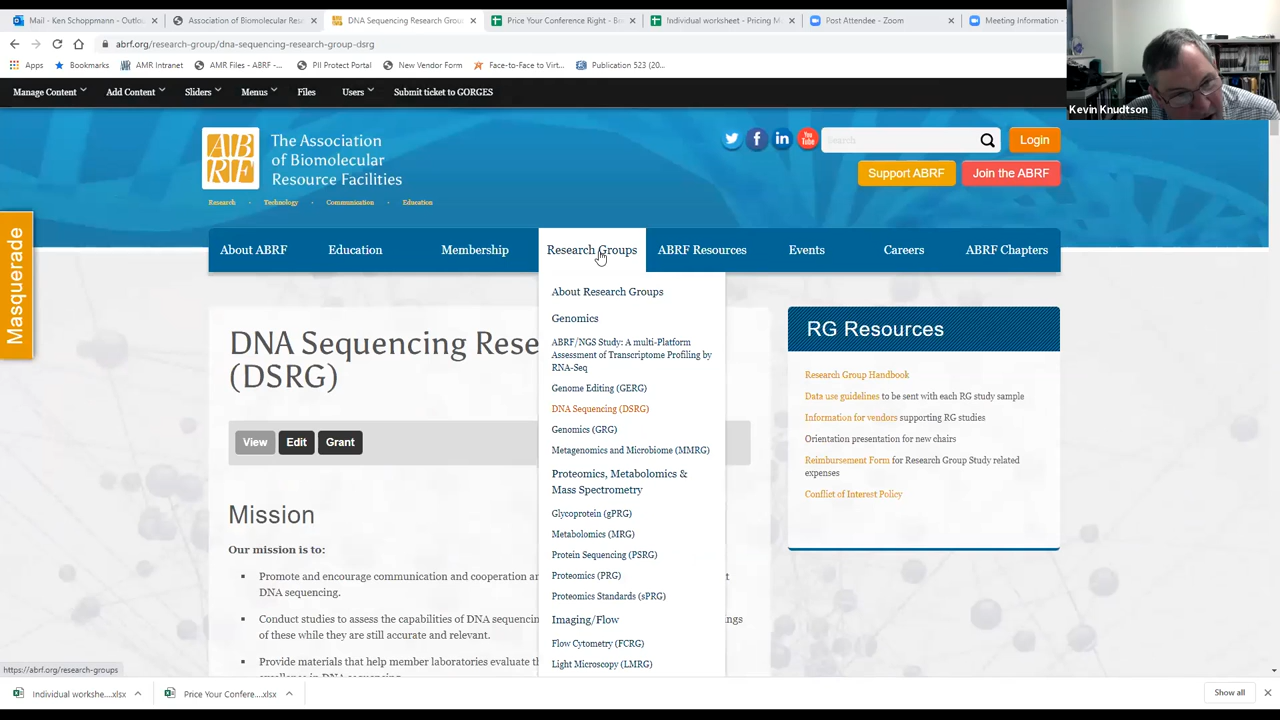 Mail - Ken Schoppmann - Outlo
Association of Biomolecular Res
DNA Sequencing Research Grou
Price Your Conference Right - Bo
Individual worksheet - Pricing M
Post Attendee - Zoom
Meeting Information -
abrf.org/research-group/dna-sequencing-research-group-dsrg
Apps
Bookmarks
AMR Intranet
AMR Files - ABRF -...
PII Protect Portal
New Vendor Form
Face-to-Face to Virt...
Publication 523 (20...
Kevin Knudtson
Manage Content
Add Content
Sliders
Menus
Files
Users
Submit ticket to GORGES
AB
RF
The Association
of Biomolecular
Resource Facilities
Research · Technology · Communication · Education
You
Tube
Search
Login
Support ABRF
Join the ABRF
Masquerade
About ABRF
Education
Membership
Research Groups
ABRF Resources
Events
Careers
ABRF Chapters
About Research Groups
Genomics
ABRF/NGS Study: A multi-Platform
Assessment of Transcriptome Profiling by
RNA-Seq
Genome Editing (GERG)
DNA Sequencing (DSRG)
Genomics (GRG)
Metagenomics and Microbiome (MMRG)
Proteomics, Metabolomics &
Mass Spectrometry
Glycoprotein (gPRG)
Metabolomics (MRG)
Protein Sequencing (PSRG)
Proteomics (PRG)
Proteomics Standards (sPRG)
Imaging/Flow
Flow Cytometry (FCRG)
Light Microscopy (LMRG)
DNA Sequencing Rese
(DSRG)
View
Edit
Grant
Mission
Our mission is to:
Promote and encourage communication and cooperation
DNA sequencing.
Conduct studies to assess the capabilities of DNA sequencing
of these while they are still accurate and relevant.
Provide materials that help member laboratories evaluate
in DNA sequencing
RG Resources
Research Group Handbook
Data use guidelines to be sent with each RG study sample
Information for vendors supporting RG studies
Orientation presentation for new chairs
Reimbursement Form for Research Group Study related
expenses
Conflict of Interest Policy
https://abrf.org/research-groups
Individual workshe....xlsx
Price Your Confere....xlsx
Show all